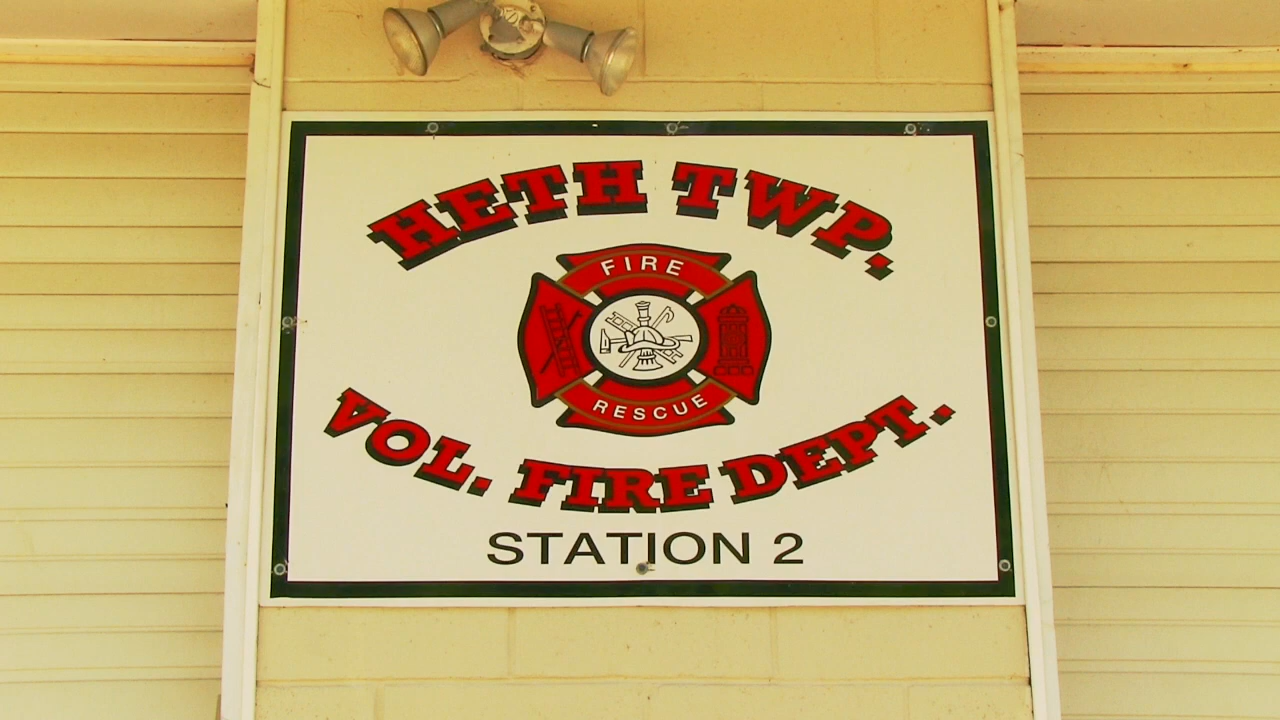 HETH TWP.
FIRE
RESCUE
VOL. FIRE DEPT.
STATION 2